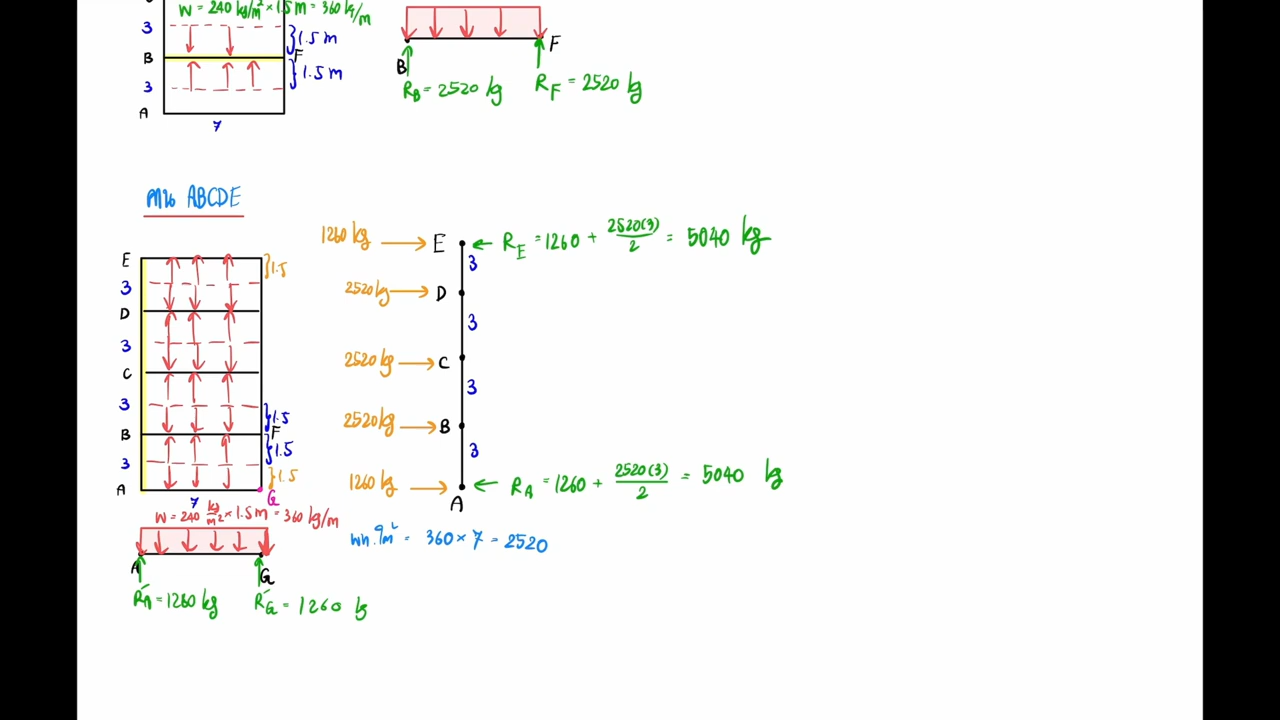 W = 240 kg/m² × 1.5 m = 360 kg/m
3
1.5 m
B
F
1.5 m
3
A
7
B
F
R_B = 2520 kg
R_F = 2520 kg
คาน ABCDE
E
1.5
3
D
3
C
3
1.5
B
F
1.5
3
1.5
A
7
G
W = 240 kg/m² × 1.5 m = 360 kg/m
A
G
R'_A = 1260 kg
R'_G = 1260 kg
1260 kg
E
R_E = 1260 + 2520(3)/2 = 5040 kg
3
2520 kg
D
3
2520 kg
C
3
2520 kg
B
3
1260 kg
A
R_A = 1260 + 2520(3)/2 = 5040 kg
= 360 × 7 = 2520